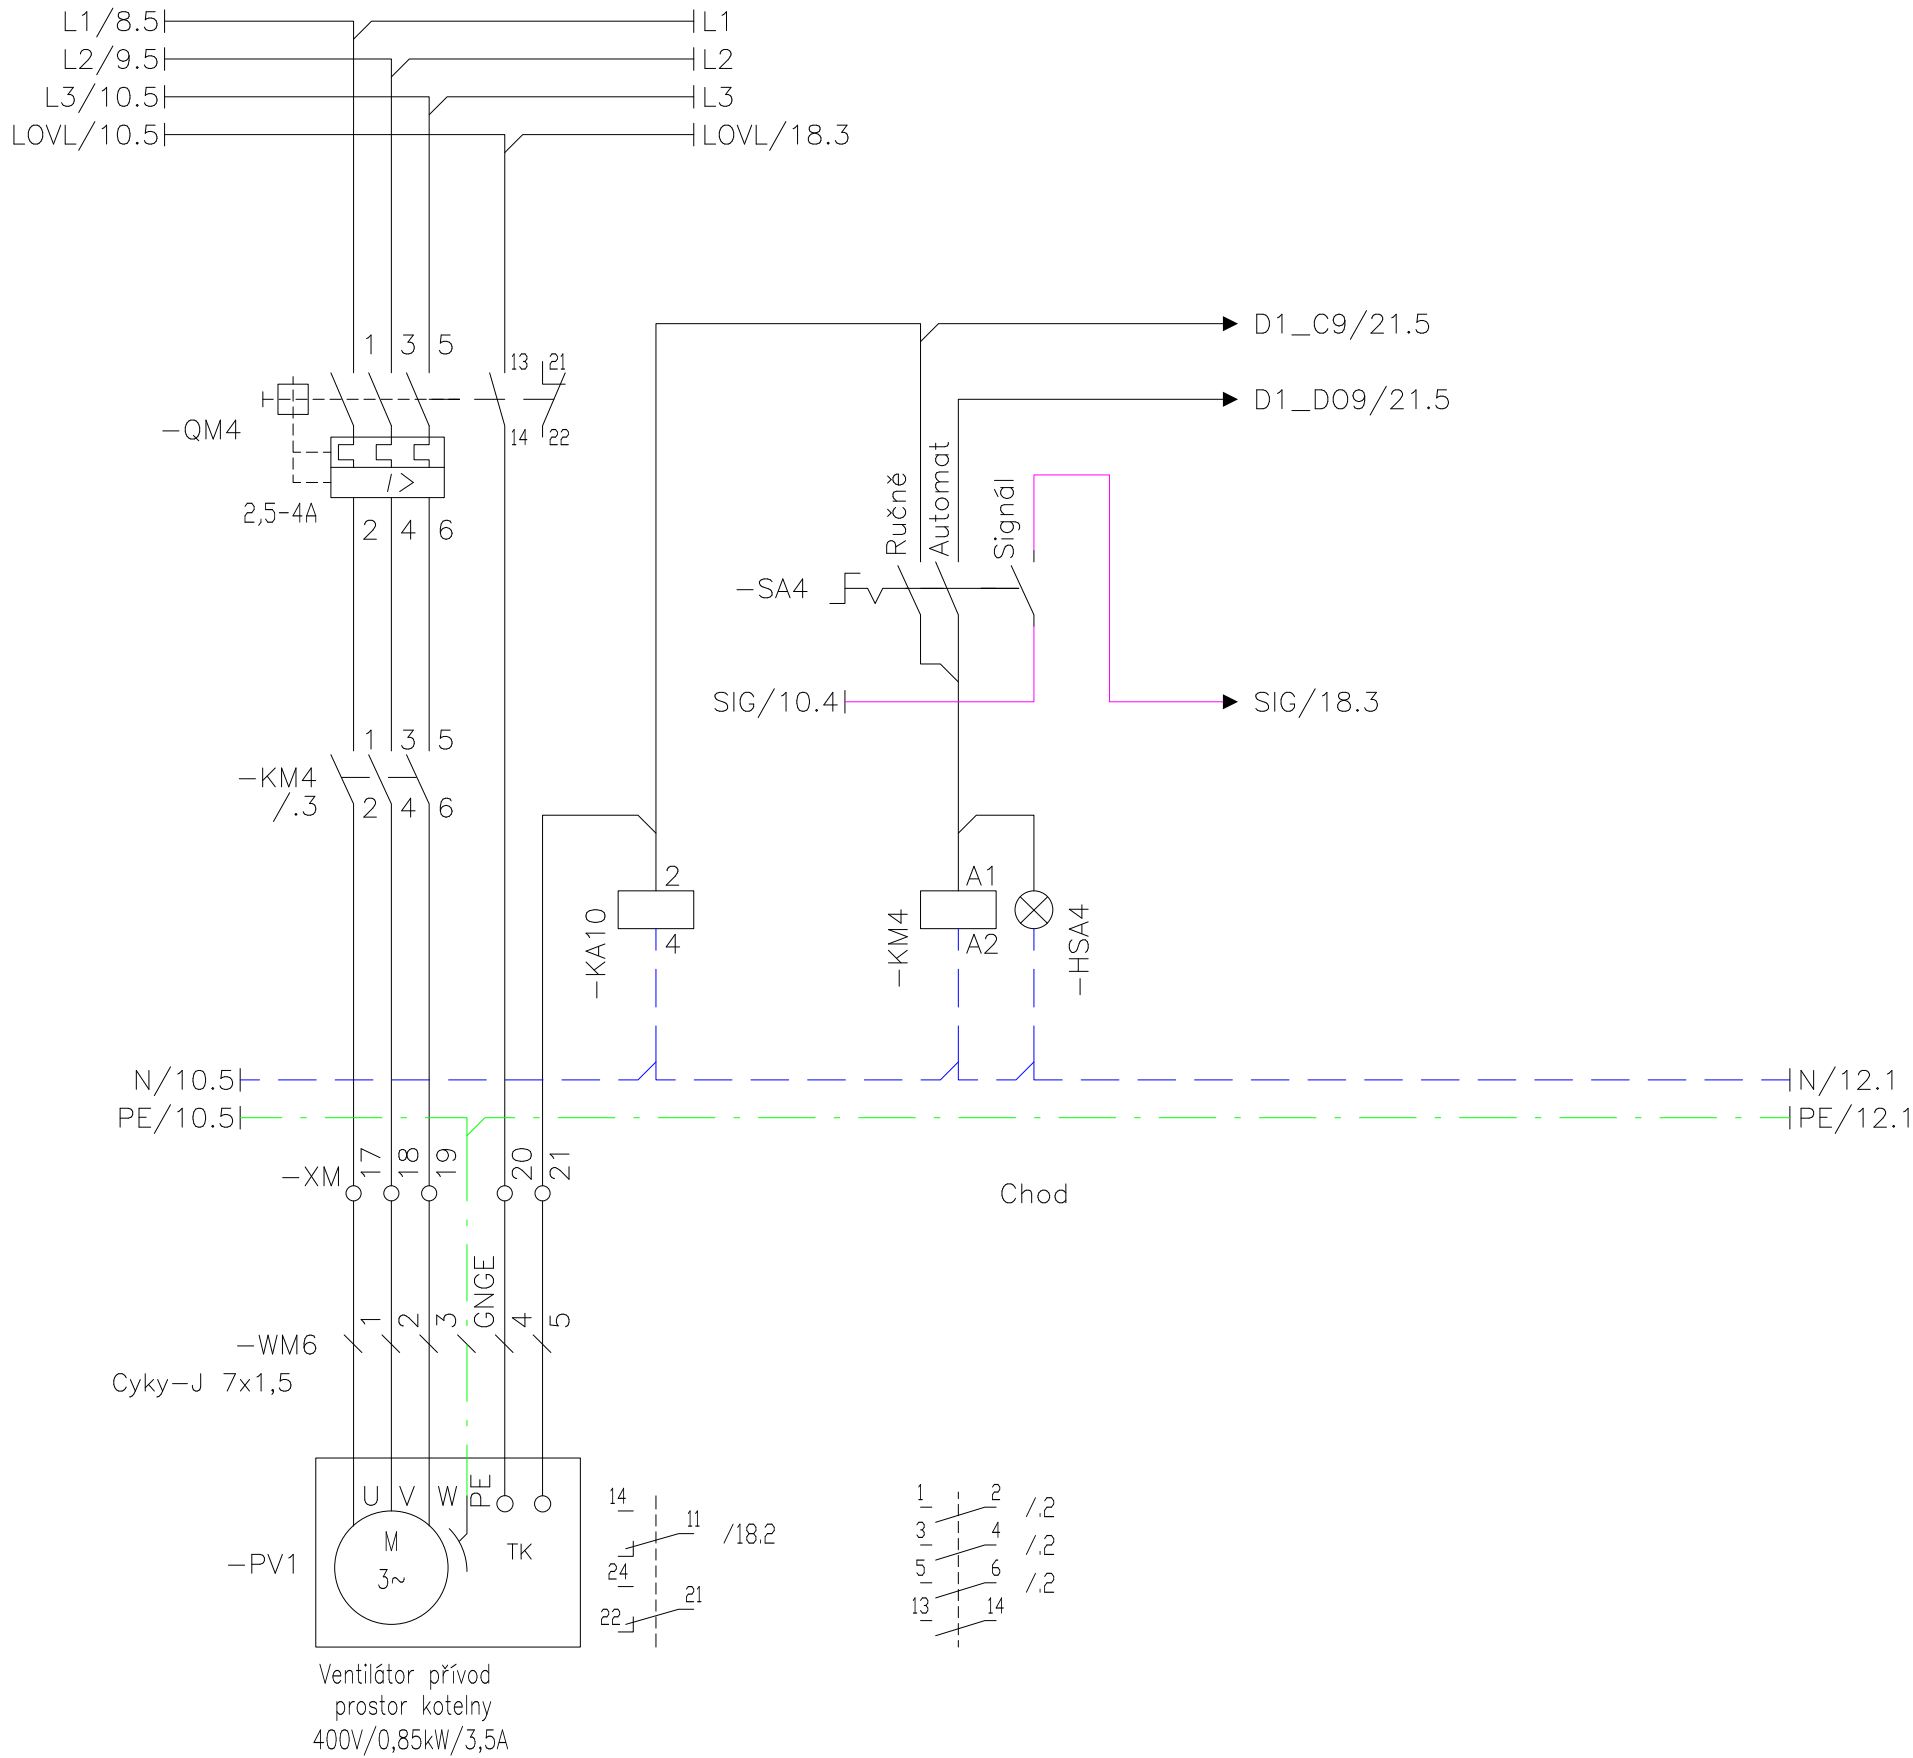 L1/8.5
L1
L2/9.5
L2
L3/10.5
L3
LOVL/10.5
LOVL/18.3
D1_C9/21.5
1 3 5
13 21
D1_DO9/21.5
-QM4
14 22
2,5-4A
I>
2 4 6
Ručně
Automat
Signál
-SA4
SIG/10.4
SIG/18.3
1 3 5
-KM4
/.3
2 4 6
2
A1
-KA10
4
-KM4
A2
-HSA4
N/10.5
N/12.1
PE/10.5
PE/12.1
-XM
17 18 19 20 21
Chod
GNGE
1 2 3 4 5
-WM6
Cyky-J 7x1,5
U V W PE
M
3~
TK
-PV1
14
11
/18.2
24
21
22
1 2 /.2
3 4 /.2
5 6 /.2
13 14
Ventilátor přívod
prostor kotelny
400V/0,85kW/3,5A